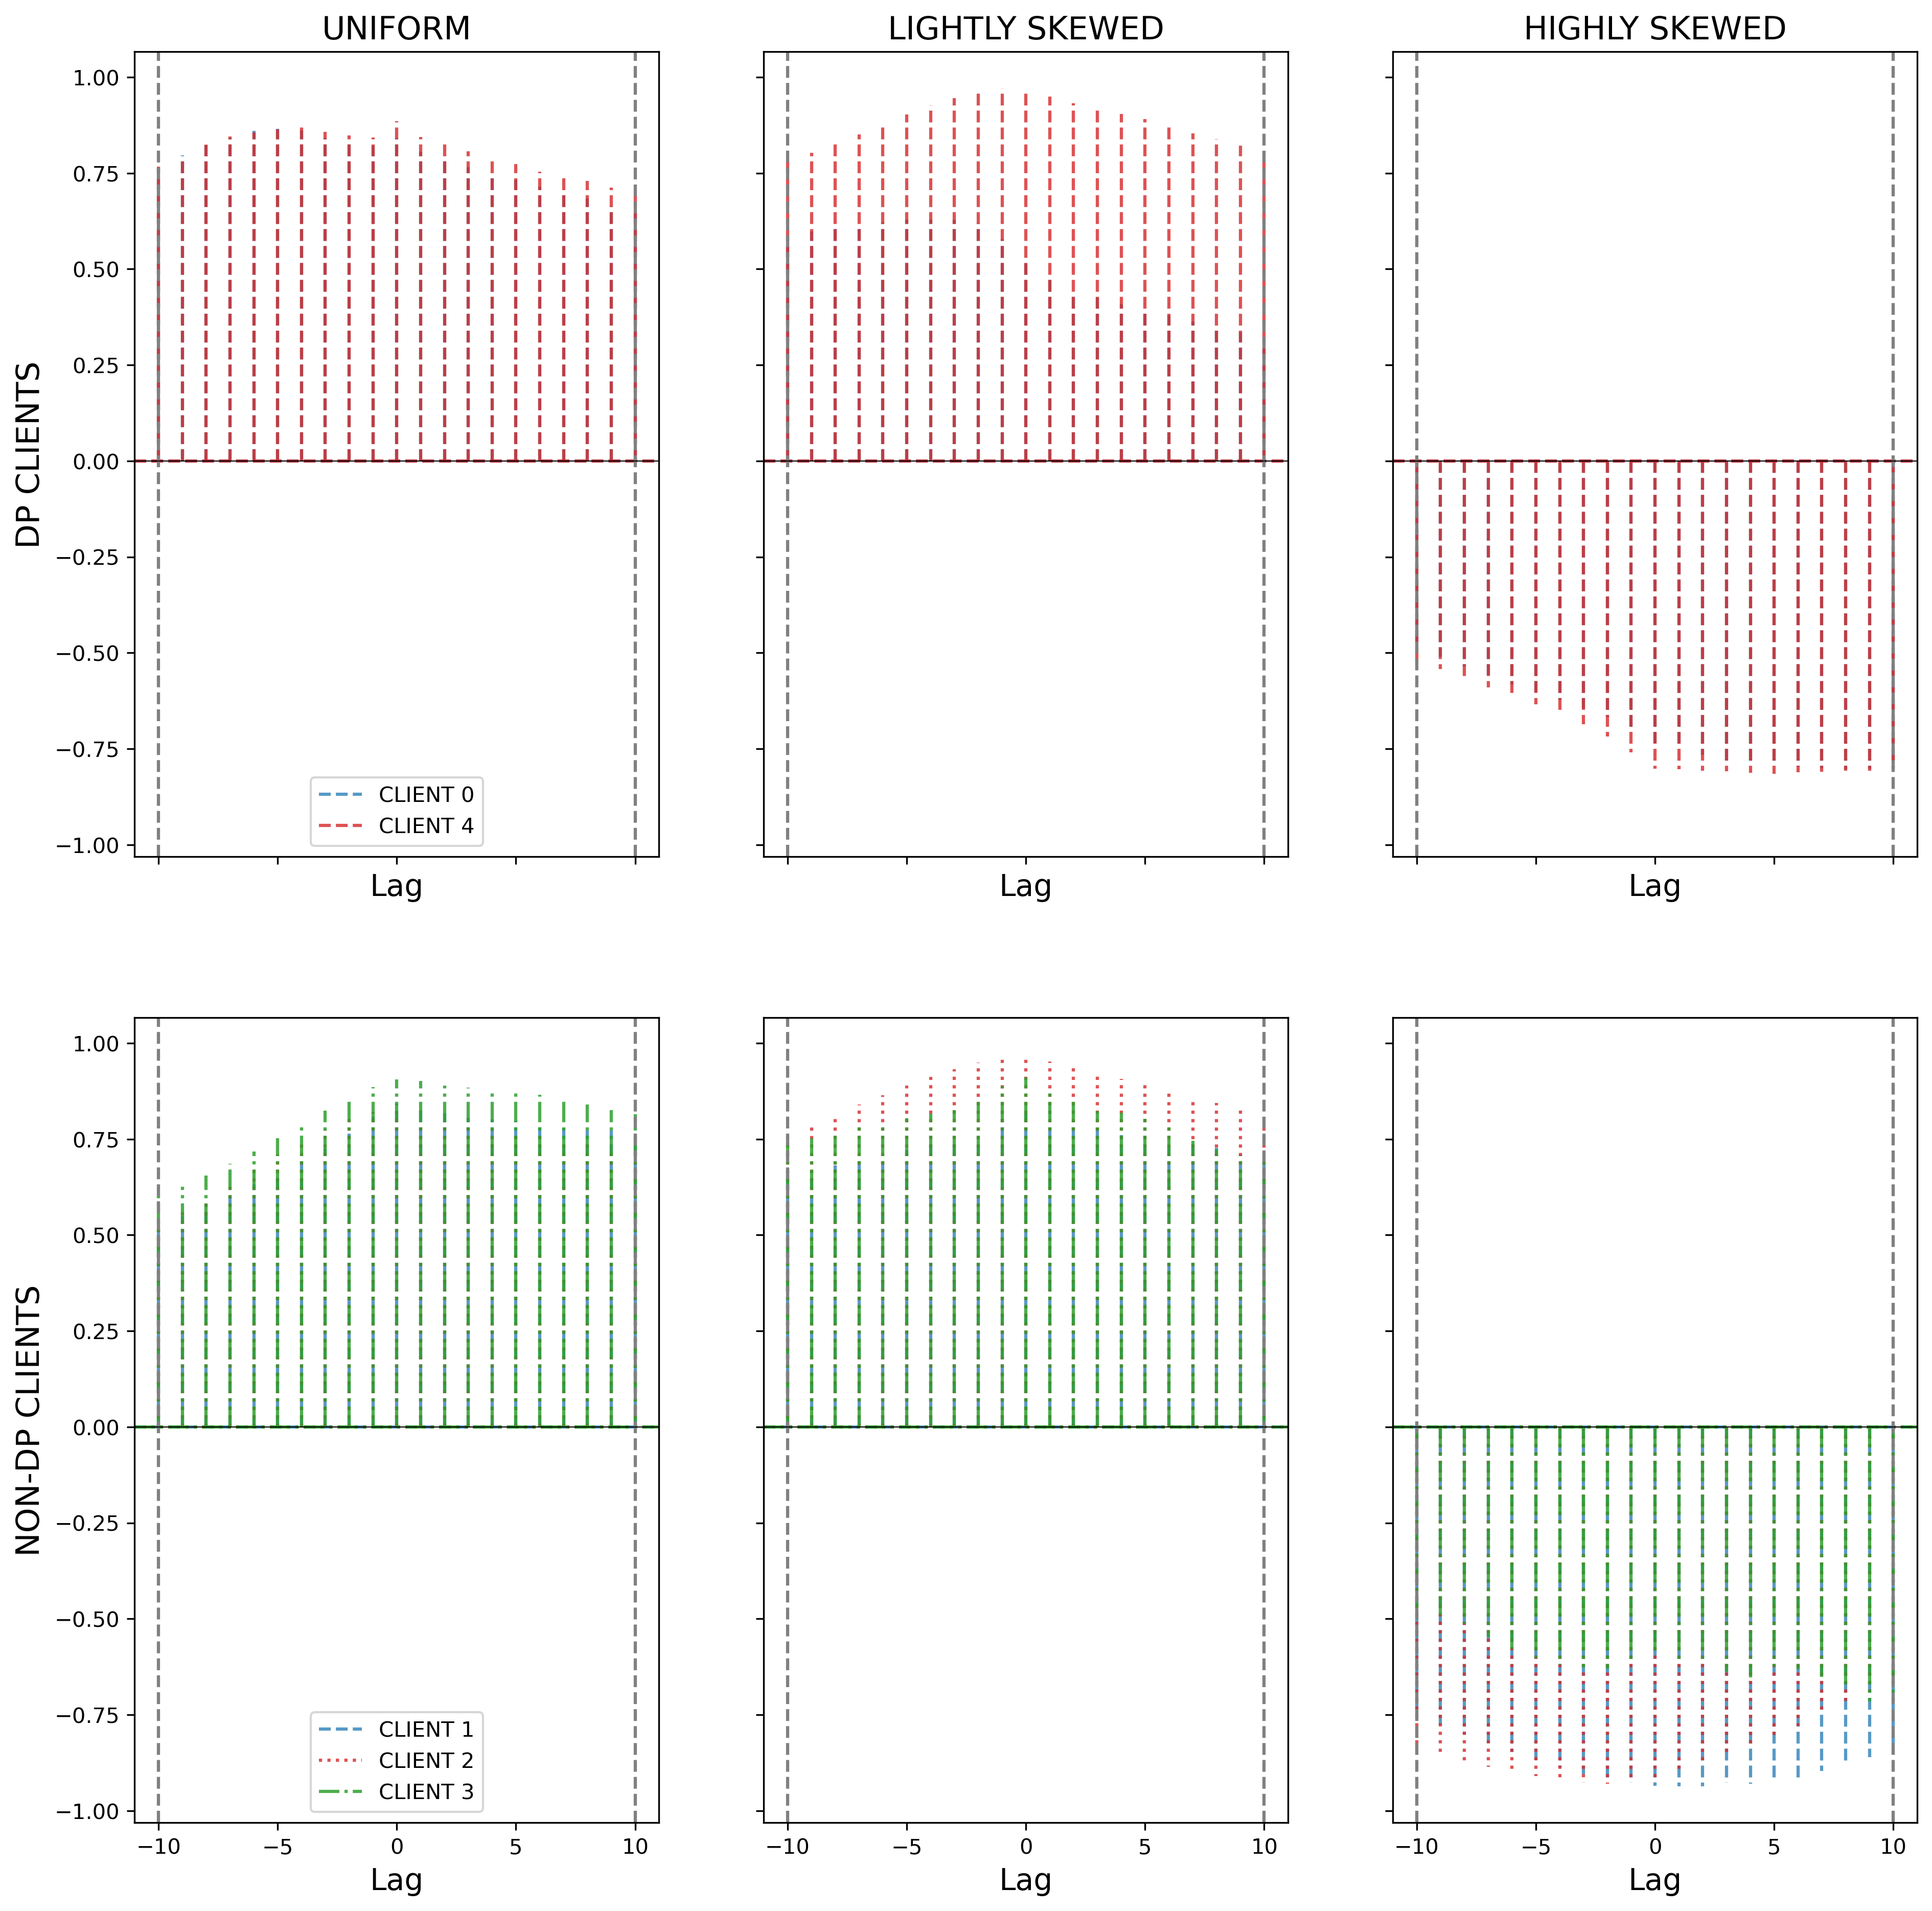 UNIFORM
LIGHTLY SKEWED
HIGHLY SKEWED
DP CLIENTS
1.00
0.75
0.50
0.25
0.00
−0.25
−0.50
−0.75
−1.00
CLIENT 0
CLIENT 4
Lag
Lag
Lag
NON-DP CLIENTS
1.00
0.75
0.50
0.25
0.00
−0.25
−0.50
−0.75
−1.00
CLIENT 1
CLIENT 2
CLIENT 3
−10 −5 0 5 10
−10 −5 0 5 10
−10 −5 0 5 10
Lag
Lag
Lag